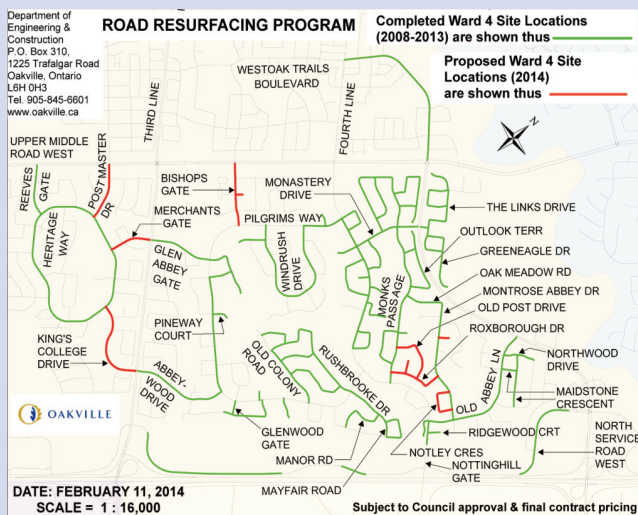 Department of
Engineering &
Construction
P.O. Box 310,
1225 Trafalgar Road
Oakville, Ontario
L6H 0H3
Tel. 905-845-6601
www.oakville.ca
ROAD RESURFACING PROGRAM
Completed Ward 4 Site Locations
(2008-2013) are shown thus
Proposed Ward 4 Site
Locations (2014)
are shown thus
WESTOAK TRAILS
BOULEVARD
THIRD LINE
FOURTH LINE
N
UPPER MIDDLE
ROAD WEST
REEVES
GATE
POSTMASTER
DR
BISHOPS
GATE
MERCHANTS
GATE
MONASTERY
DRIVE
PILGRIMS WAY
THE LINKS DRIVE
OUTLOOK TERR
GREENEAGLE DR
HERITAGE
WAY
GLEN
ABBEY
GATE
WINDRUSH
DRIVE
MONKS
PASSAGE
OAK MEADOW RD
MONTROSE ABBEY DR
OLD POST DRIVE
ROXBOROUGH DR
KING'S
COLLEGE
DRIVE
PINEWAY
COURT
OLD COLONY
ROAD
RUSHBROOKE DR
ABBEY-
WOOD DRIVE
OLD
ABBEY LN
NORTHWOOD
DRIVE
MAIDSTONE
CRESCENT
OAKVILLE
GLENWOOD
GATE
MANOR RD
MAYFAIR ROAD
RIDGEWOOD CRT
NOTLEY CRES
NOTTINGHILL
GATE
NORTH
SERVICE
ROAD
WEST
DATE: FEBRUARY 11, 2014
SCALE = 1 : 16,000
Subject to Council approval & final contract pricing